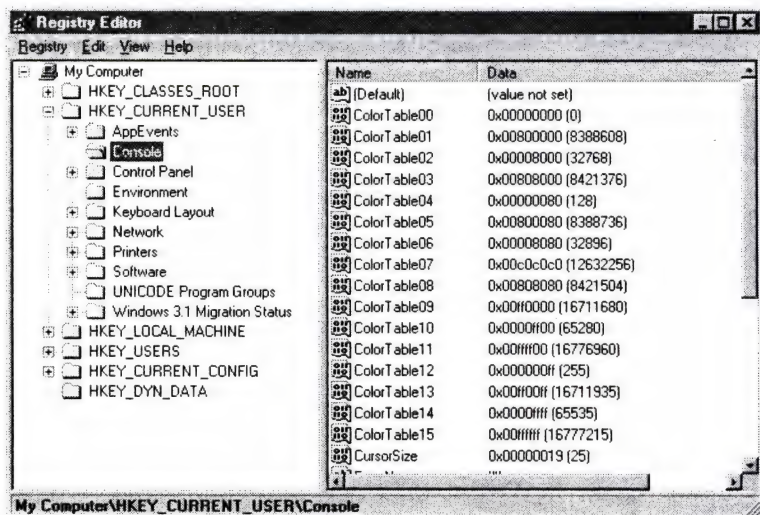 Registry Editor
Registry Edit View Help
My Computer
HKEY_CLASSES_ROOT
HKEY_CURRENT_USER
AppEvents
Console
Control Panel
Environment
Keyboard Layout
Network
Printers
Software
UNICODE Program Groups
Windows 3.1 Migration Status
HKEY_LOCAL_MACHINE
HKEY_USERS
HKEY_CURRENT_CONFIG
HKEY_DYN_DATA
Name Data
(Default) (value not set)
ColorTable00 0x00000000 (0)
ColorTable01 0x00800000 (8388608)
ColorTable02 0x00008000 (32768)
ColorTable03 0x00808000 (8421376)
ColorTable04 0x00000080 (128)
ColorTable05 0x00800080 (8388736)
ColorTable06 0x00008080 (32896)
ColorTable07 0x00c0c0c0 (12632256)
ColorTable08 0x00808080 (8421504)
ColorTable09 0x00ff0000 (16711680)
ColorTable10 0x0000ff00 (65280)
ColorTable11 0x00ffff00 (16776960)
ColorTable12 0x000000ff (255)
ColorTable13 0x00ff00ff (16711935)
ColorTable14 0x0000ffff (65535)
ColorTable15 0x00ffffff (16777215)
CursorSize 0x00000019 (25)
My Computer\HKEY_CURRENT_USER\Console